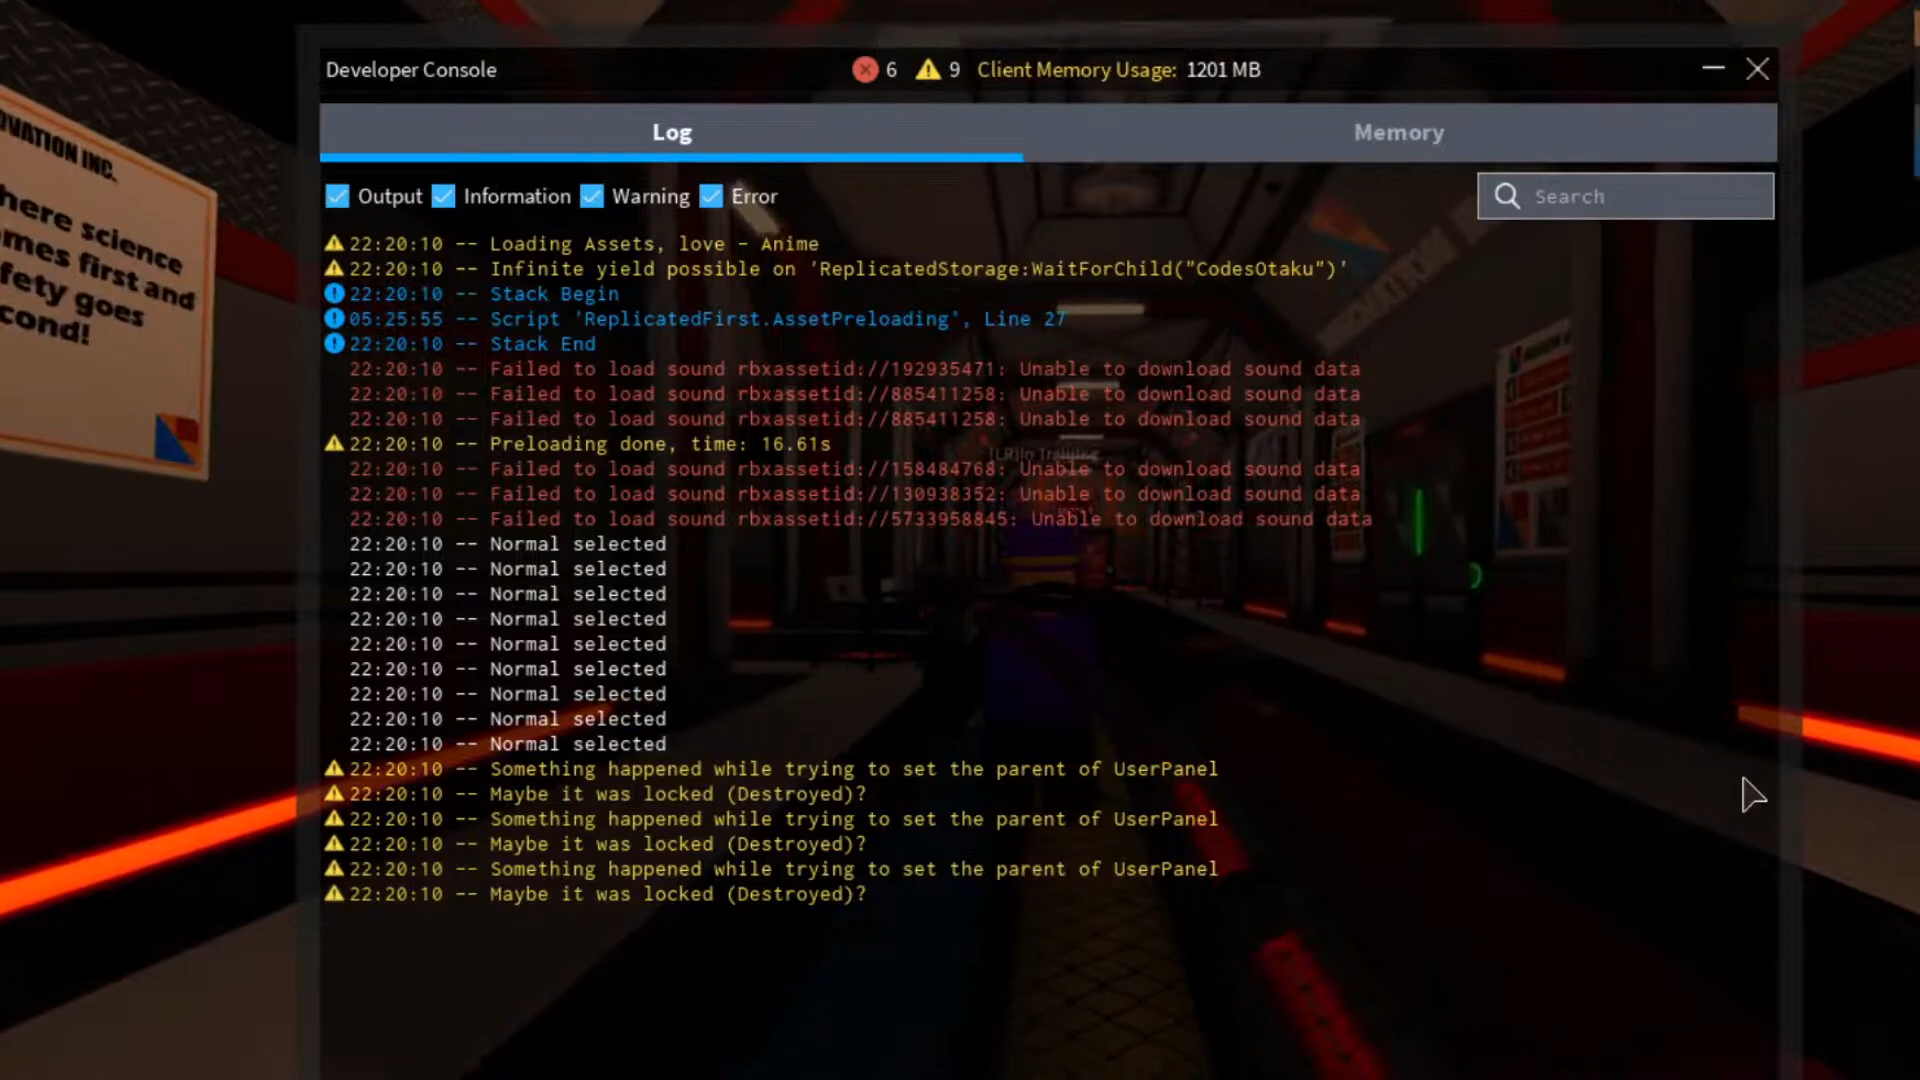 Developer Console
6 9 Client Memory Usage: 1201 MB
Log Memory
Output Information Warning Error Search
22:20:10 -- Loading Assets, love - Anime
22:20:10 -- Infinite yield possible on 'ReplicatedStorage:WaitForChild("CodesOtaku")'
22:20:10 -- Stack Begin
05:25:55 -- Script 'ReplicatedFirst.AssetPreloading', Line 27
22:20:10 -- Stack End
22:20:10 -- Failed to load sound rbxassetid://192935471: Unable to download sound data
22:20:10 -- Failed to load sound rbxassetid://885411258: Unable to download sound data
22:20:10 -- Failed to load sound rbxassetid://885411258: Unable to download sound data
22:20:10 -- Preloading done, time: 16.61s
22:20:10 -- Failed to load sound rbxassetid://158484768: Unable to download sound data
22:20:10 -- Failed to load sound rbxassetid://130938352: Unable to download sound data
22:20:10 -- Failed to load sound rbxassetid://5733958845: Unable to download sound data
22:20:10 -- Normal selected
22:20:10 -- Normal selected
22:20:10 -- Normal selected
22:20:10 -- Normal selected
22:20:10 -- Normal selected
22:20:10 -- Normal selected
22:20:10 -- Normal selected
22:20:10 -- Normal selected
22:20:10 -- Normal selected
22:20:10 -- Something happened while trying to set the parent of UserPanel
22:20:10 -- Maybe it was locked (Destroyed)?
22:20:10 -- Something happened while trying to set the parent of UserPanel
22:20:10 -- Maybe it was locked (Destroyed)?
22:20:10 -- Something happened while trying to set the parent of UserPanel
22:20:10 -- Maybe it was locked (Destroyed)?
OVATION INC.
here science
omes first and
fety goes
cond!